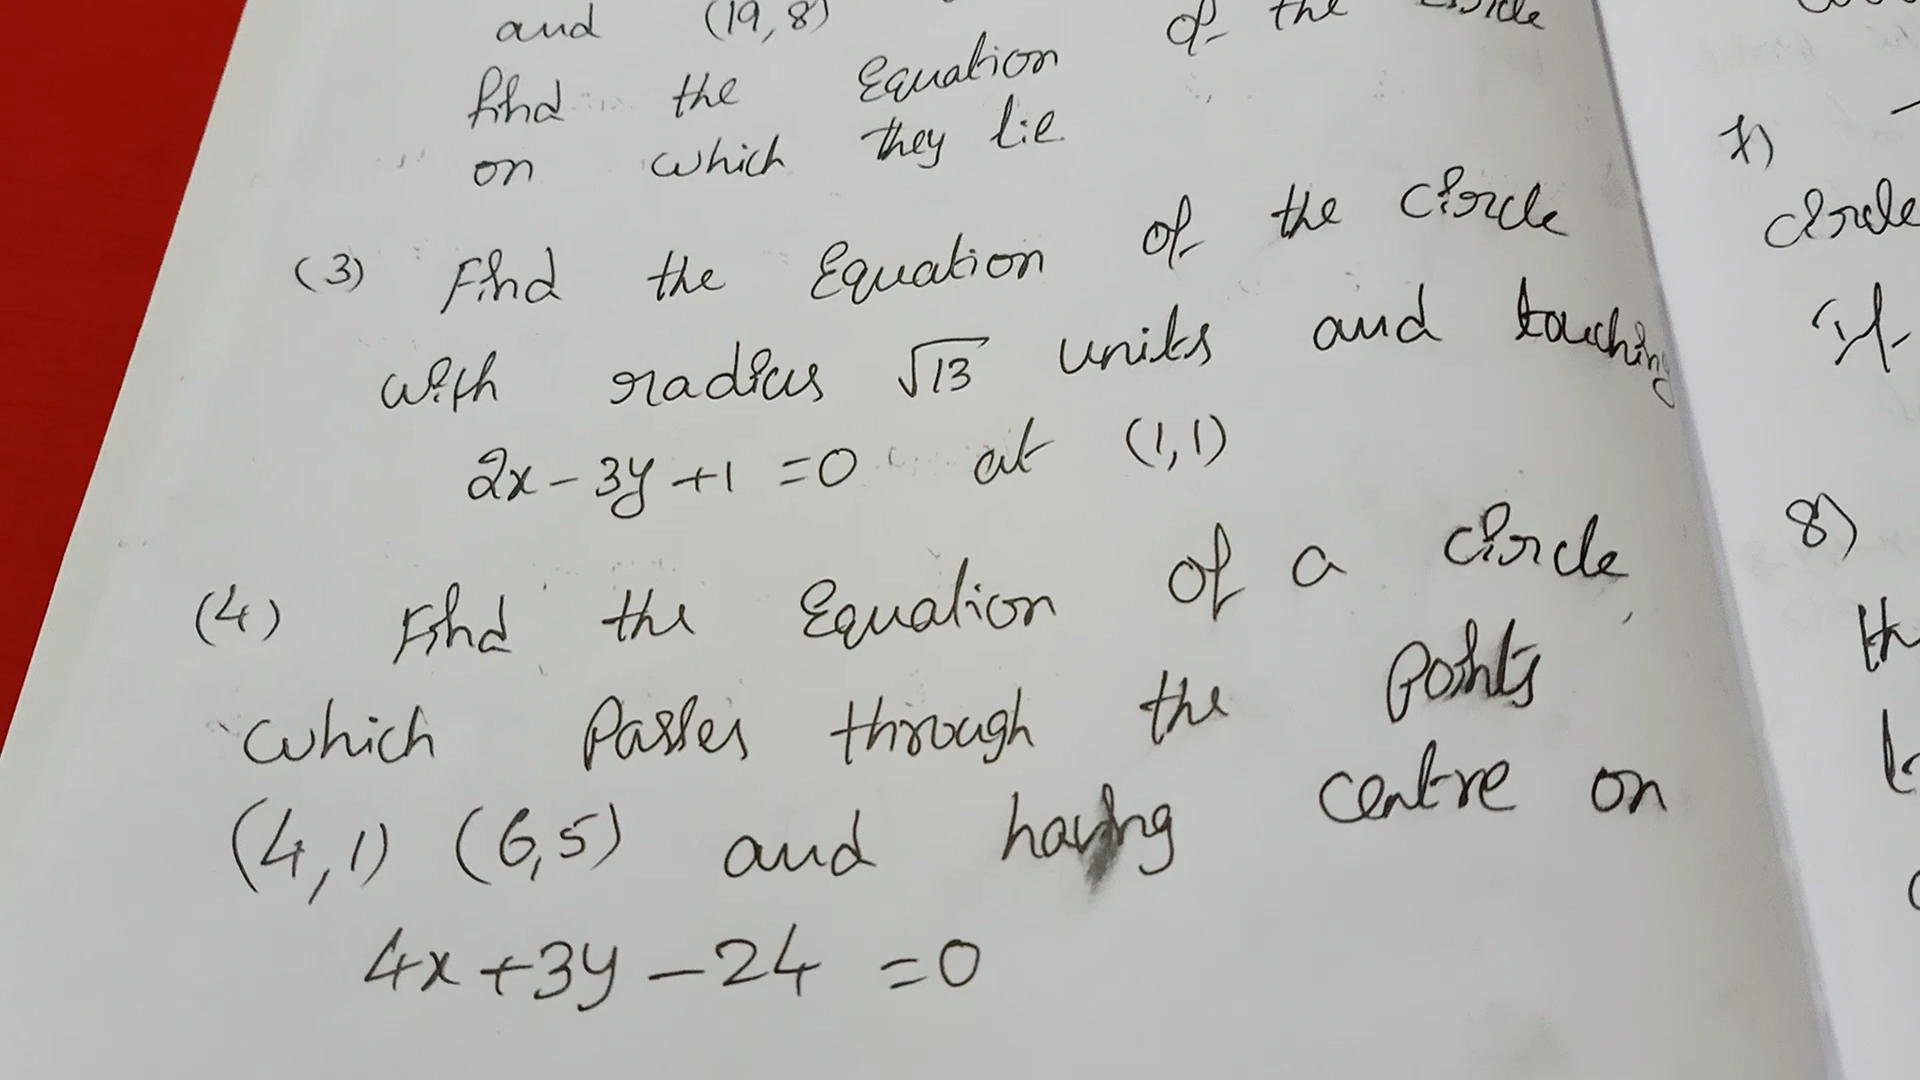 and (19,8) of the circle
find the Equation
on which they lie
(3) Find the Equation of the circle
with radius √13 units and touching
2x - 3y + 1 = 0 at (1,1)
(4) Find the Equation of a circle
which passes through the points
(4,1) (6,5) and having centre on
4x + 3y - 24 = 0
7)
circle
If
8)